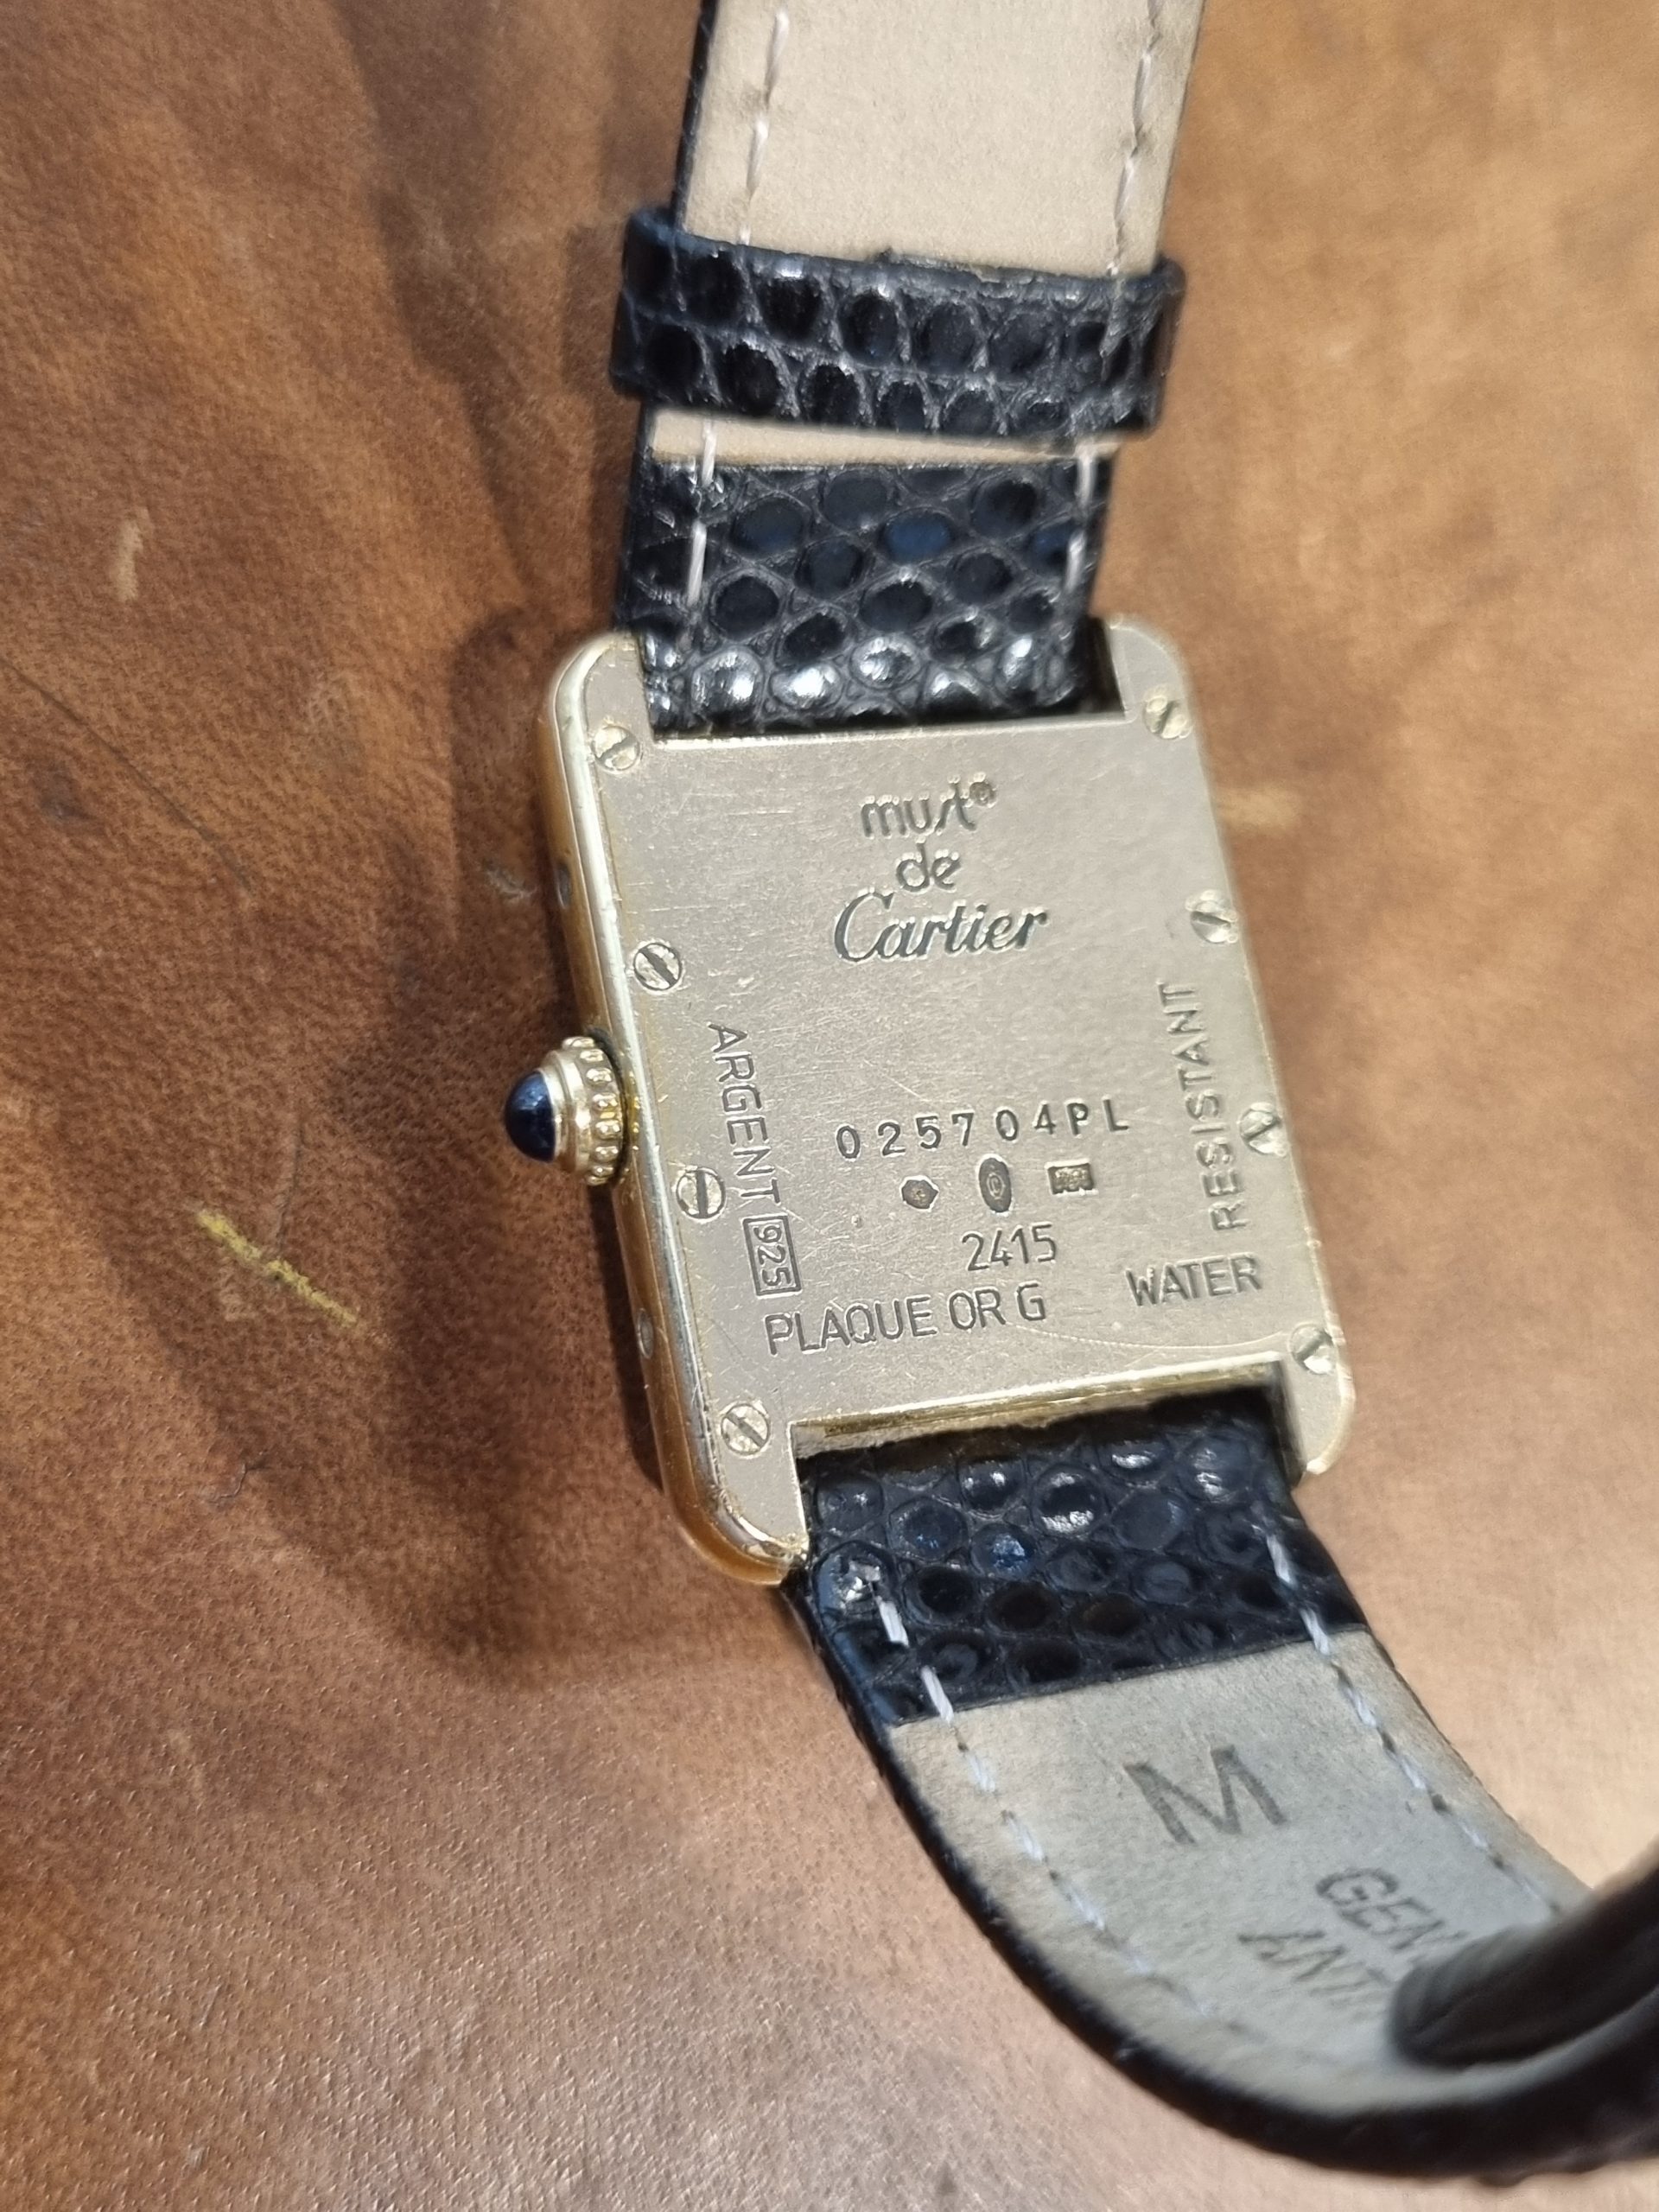 must®
de
Cartier
ARGENT 925
025704PL
2415
PLAQUE OR G
WATER RESISTANT
M